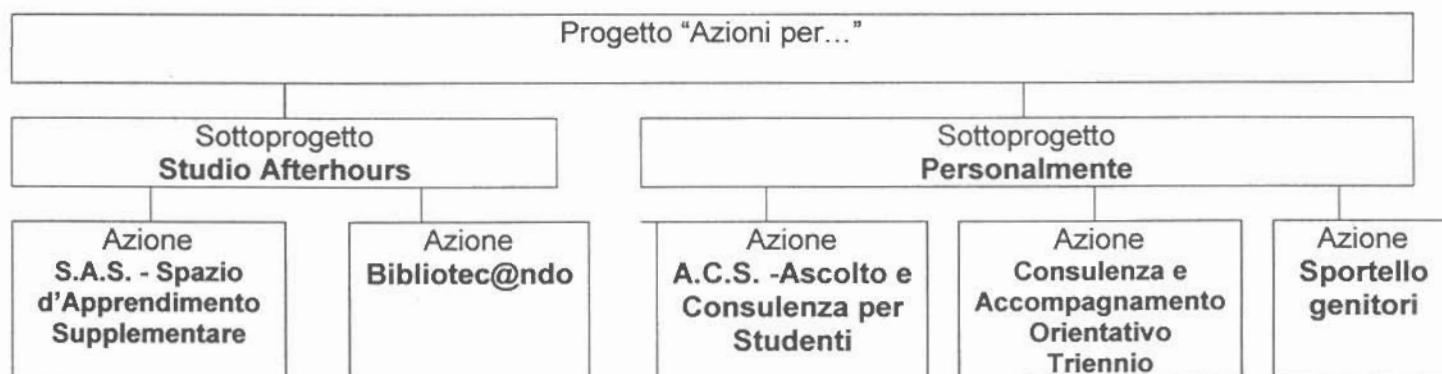 Progetto “Azioni per...”
Sottoprogetto
Studio Afterhours
Sottoprogetto
Personalmente
Azione
S.A.S. - Spazio
d'Apprendimento
Supplementare
Azione
Bibliotec@ndo
Azione
A.C.S. -Ascolto e
Consulenza per
Studenti
Azione
Consulenza e
Accompagnamento
Orientativo
Triennio
Azione
Sportello
genitori